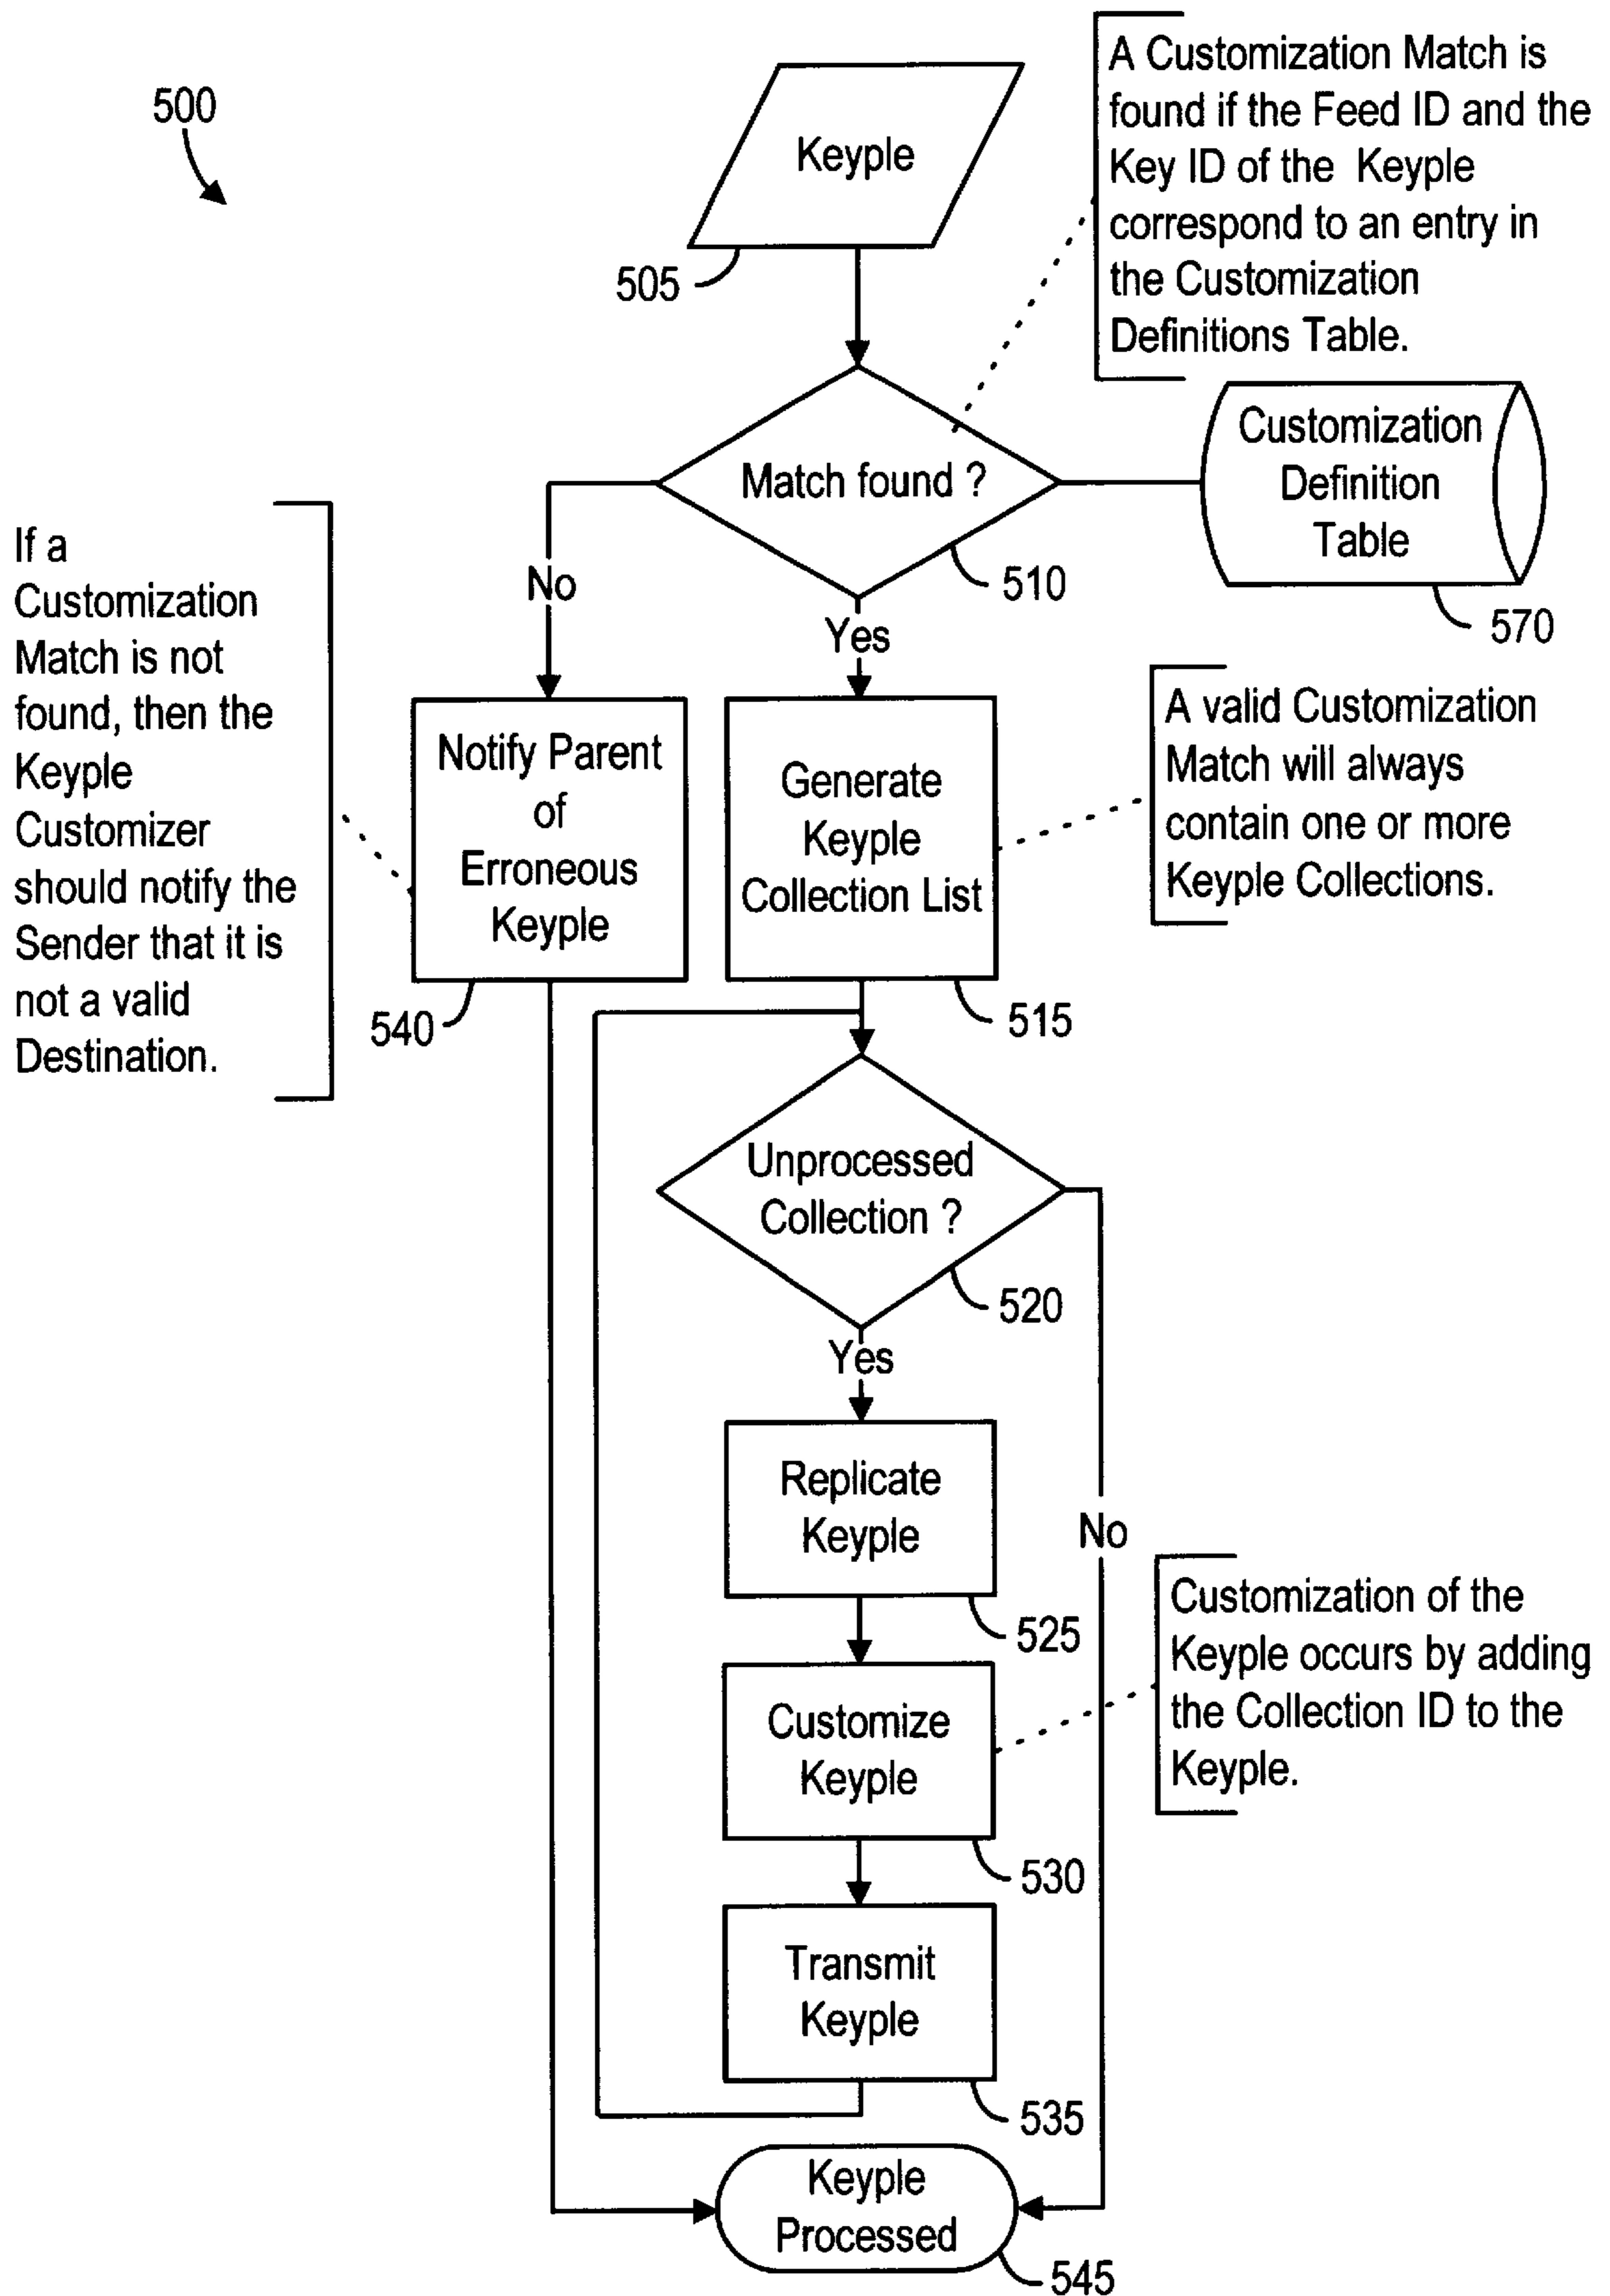 500
Keyple
505
A Customization Match is
found if the Feed ID and the
Key ID of the Keyple
correspond to an entry in
the Customization
Definitions Table.
Match found ?
510
Customization
Definition
Table
570
No
Yes
If a
Customization
Match is not
found, then the
Keyple
Customizer
should notify the
Sender that it is
not a valid
Destination.
Notify Parent
of
Erroneous
Keyple
540
Generate
Keyple
Collection List
515
A valid Customization
Match will always
contain one or more
Keyple Collections.
Unprocessed
Collection ?
520
Yes
No
Replicate
Keyple
525
Customize
Keyple
530
Customization of the
Keyple occurs by adding
the Collection ID to the
Keyple.
Transmit
Keyple
535
Keyple
Processed
545